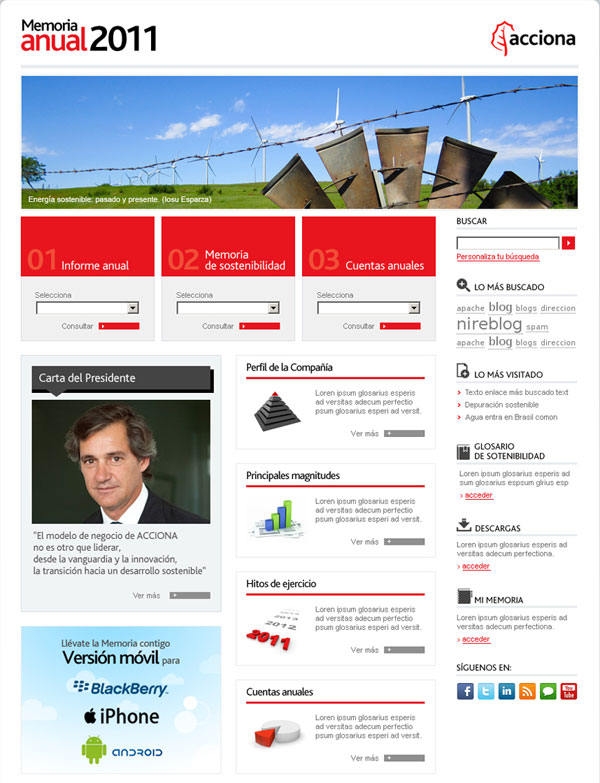 Memoria
anual 2011
acciona
Energía sostenible: pasado y presente. (Iosu Esparza)
01 Informe anual
Selecciona
Consultar
02 Memoria
de sostenibilidad
Selecciona
Consultar
03 Cuentas anuales
Selecciona
Consultar
Carta del Presidente
"El modelo de negocio de ACCIONA
no es otro que liderar,
desde la vanguardia y la innovación,
la transición hacia un desarrollo sostenible"
Ver más
Llévate la Memoria contigo
Versión móvil para
BlackBerry
iPhone
ANDROID
Perfil de la Compañía
Lorem ipsum glosarius esperis
ad versitas adecum perfectio
ipsum glosarius esperi ad versit.
Ver más
Principales magnitudes
Lorem ipsum glosarius esperis
ad versitas adecum perfectio
ipsum glosarius esperi ad versit.
Ver más
Hitos de ejercicio
2013
2012
2011
Lorem ipsum glosarius esperis
ad versitas adecum perfectio
ipsum glosarius esperi ad versit.
Ver más
Cuentas anuales
Lorem ipsum glosarius esperis
ad versitas adecum perfectio
ipsum glosarius esperi ad versit.
Ver más
BUSCAR
Personaliza tu búsqueda
LO MÁS BUSCADO
apache blog blogs direccion
nireblog spam
apache blog blogs direccion
LO MÁS VISITADO
Texto enlace más buscado text
Depuración sostenible
Agua entra en Brasil comon
GLOSARIO
DE SOTENIBILIDAD
Lorem ipsum glosarius esperis ad
sum glosarius espsum glrius esp
acceder
DESCARGAS
Lorem ipsum glosarius esperis
ad versitas adecum perfectiona.
acceder
MI MEMORIA
Lorem ipsum glosarius esperis
ad versitas adecum perfectiona.
acceder
SÍGUENOS EN:
You
Tube